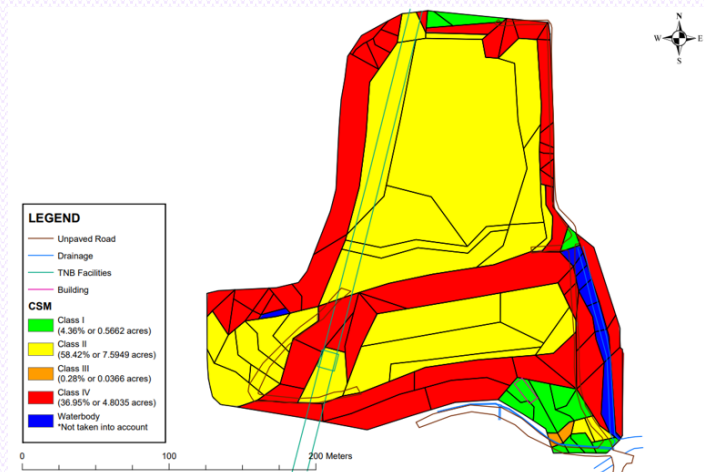 N
W E
S
LEGEND
Unpaved Road
Drainage
TNB Facilities
Building
CSM
Class I
(4.36% or 0.5662 acres)
Class II
(58.42% or 7.5949 acres)
Class III
(0.28% or 0.0366 acres)
Class IV
(36.95% or 4.8035 acres)
Waterbody
*Not taken into account
0 100 200 Meters